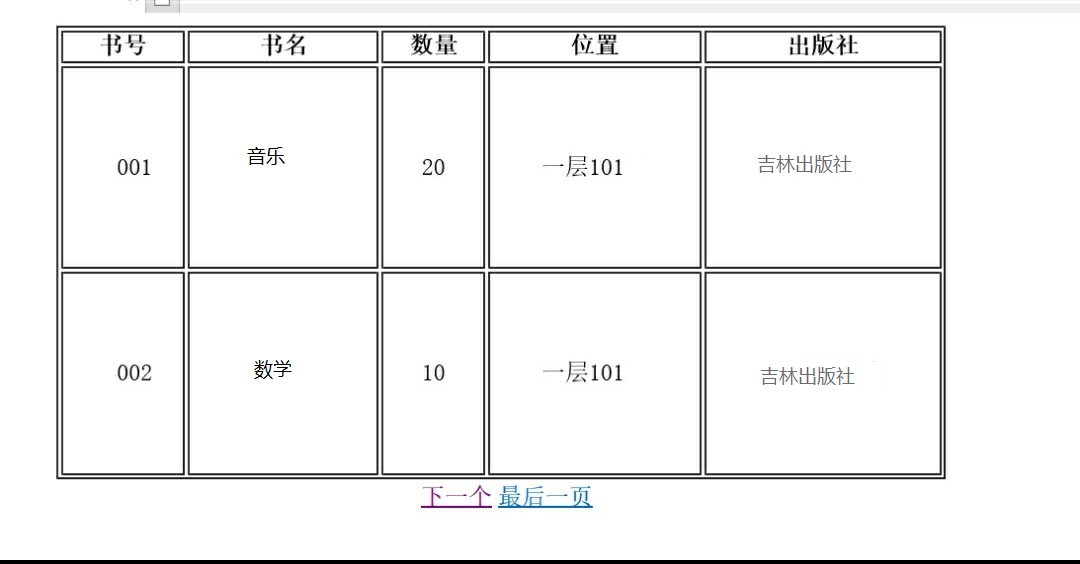 书号 书名 数量 位置 出版社
001 音乐 20 一层101 吉林出版社
002 数学 10 一层101 吉林出版社
下一个 最后一页